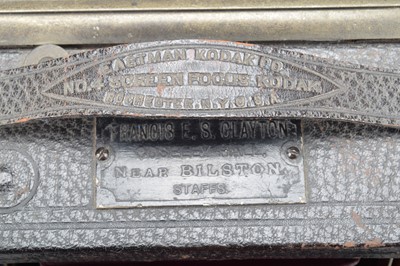 EASTMAN KODAK CO.
No. 4 SCREEN FOCUS KODAK
ROCHESTER, N.Y. U.S.A.
FRANCIS E. S. CLAYTON
NEAR BILSTON,
STAFFS.